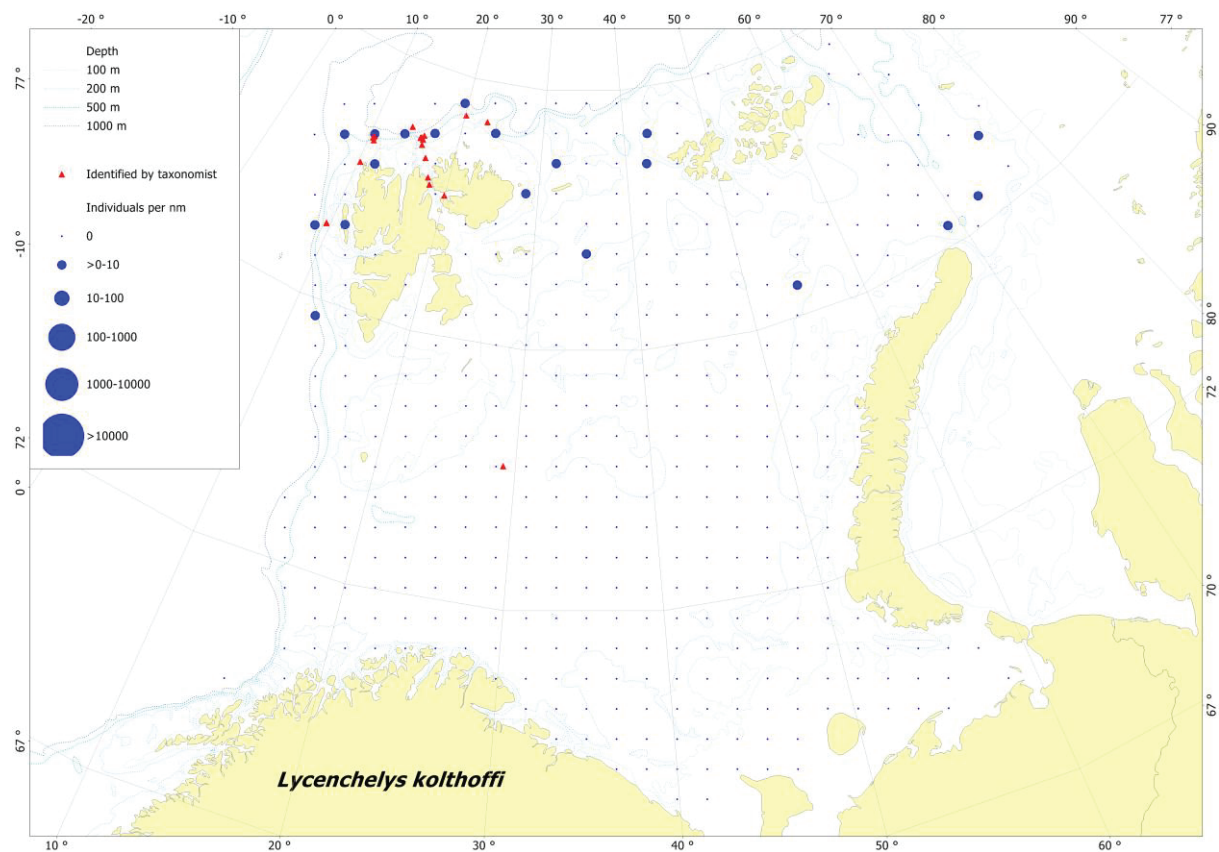 -20 ° -10 ° 0 ° 10 ° 20 ° 30 ° 40 ° 50 ° 60 ° 70 ° 80 ° 90 ° 77 °
Depth
100 m
200 m
500 m
1000 m
Identified by taxonomist
Individuals per nm
0
>0-10
10-100
100-1000
1000-10000
>10000
77 °
-10 °
72 °
0 °
67 °
90 °
80 °
72 °
70 °
67 °
Lycenchelys kolthoffi
10 ° 20 ° 30 ° 40 ° 50 ° 60 °